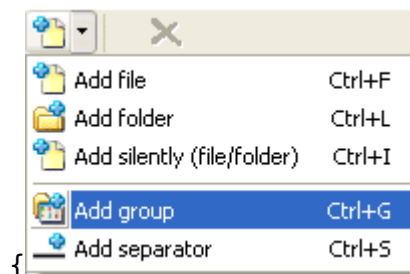 Add file Ctrl+F
Add folder Ctrl+L
Add silently (file/folder) Ctrl+I
Add group Ctrl+G
Add separator Ctrl+S
{